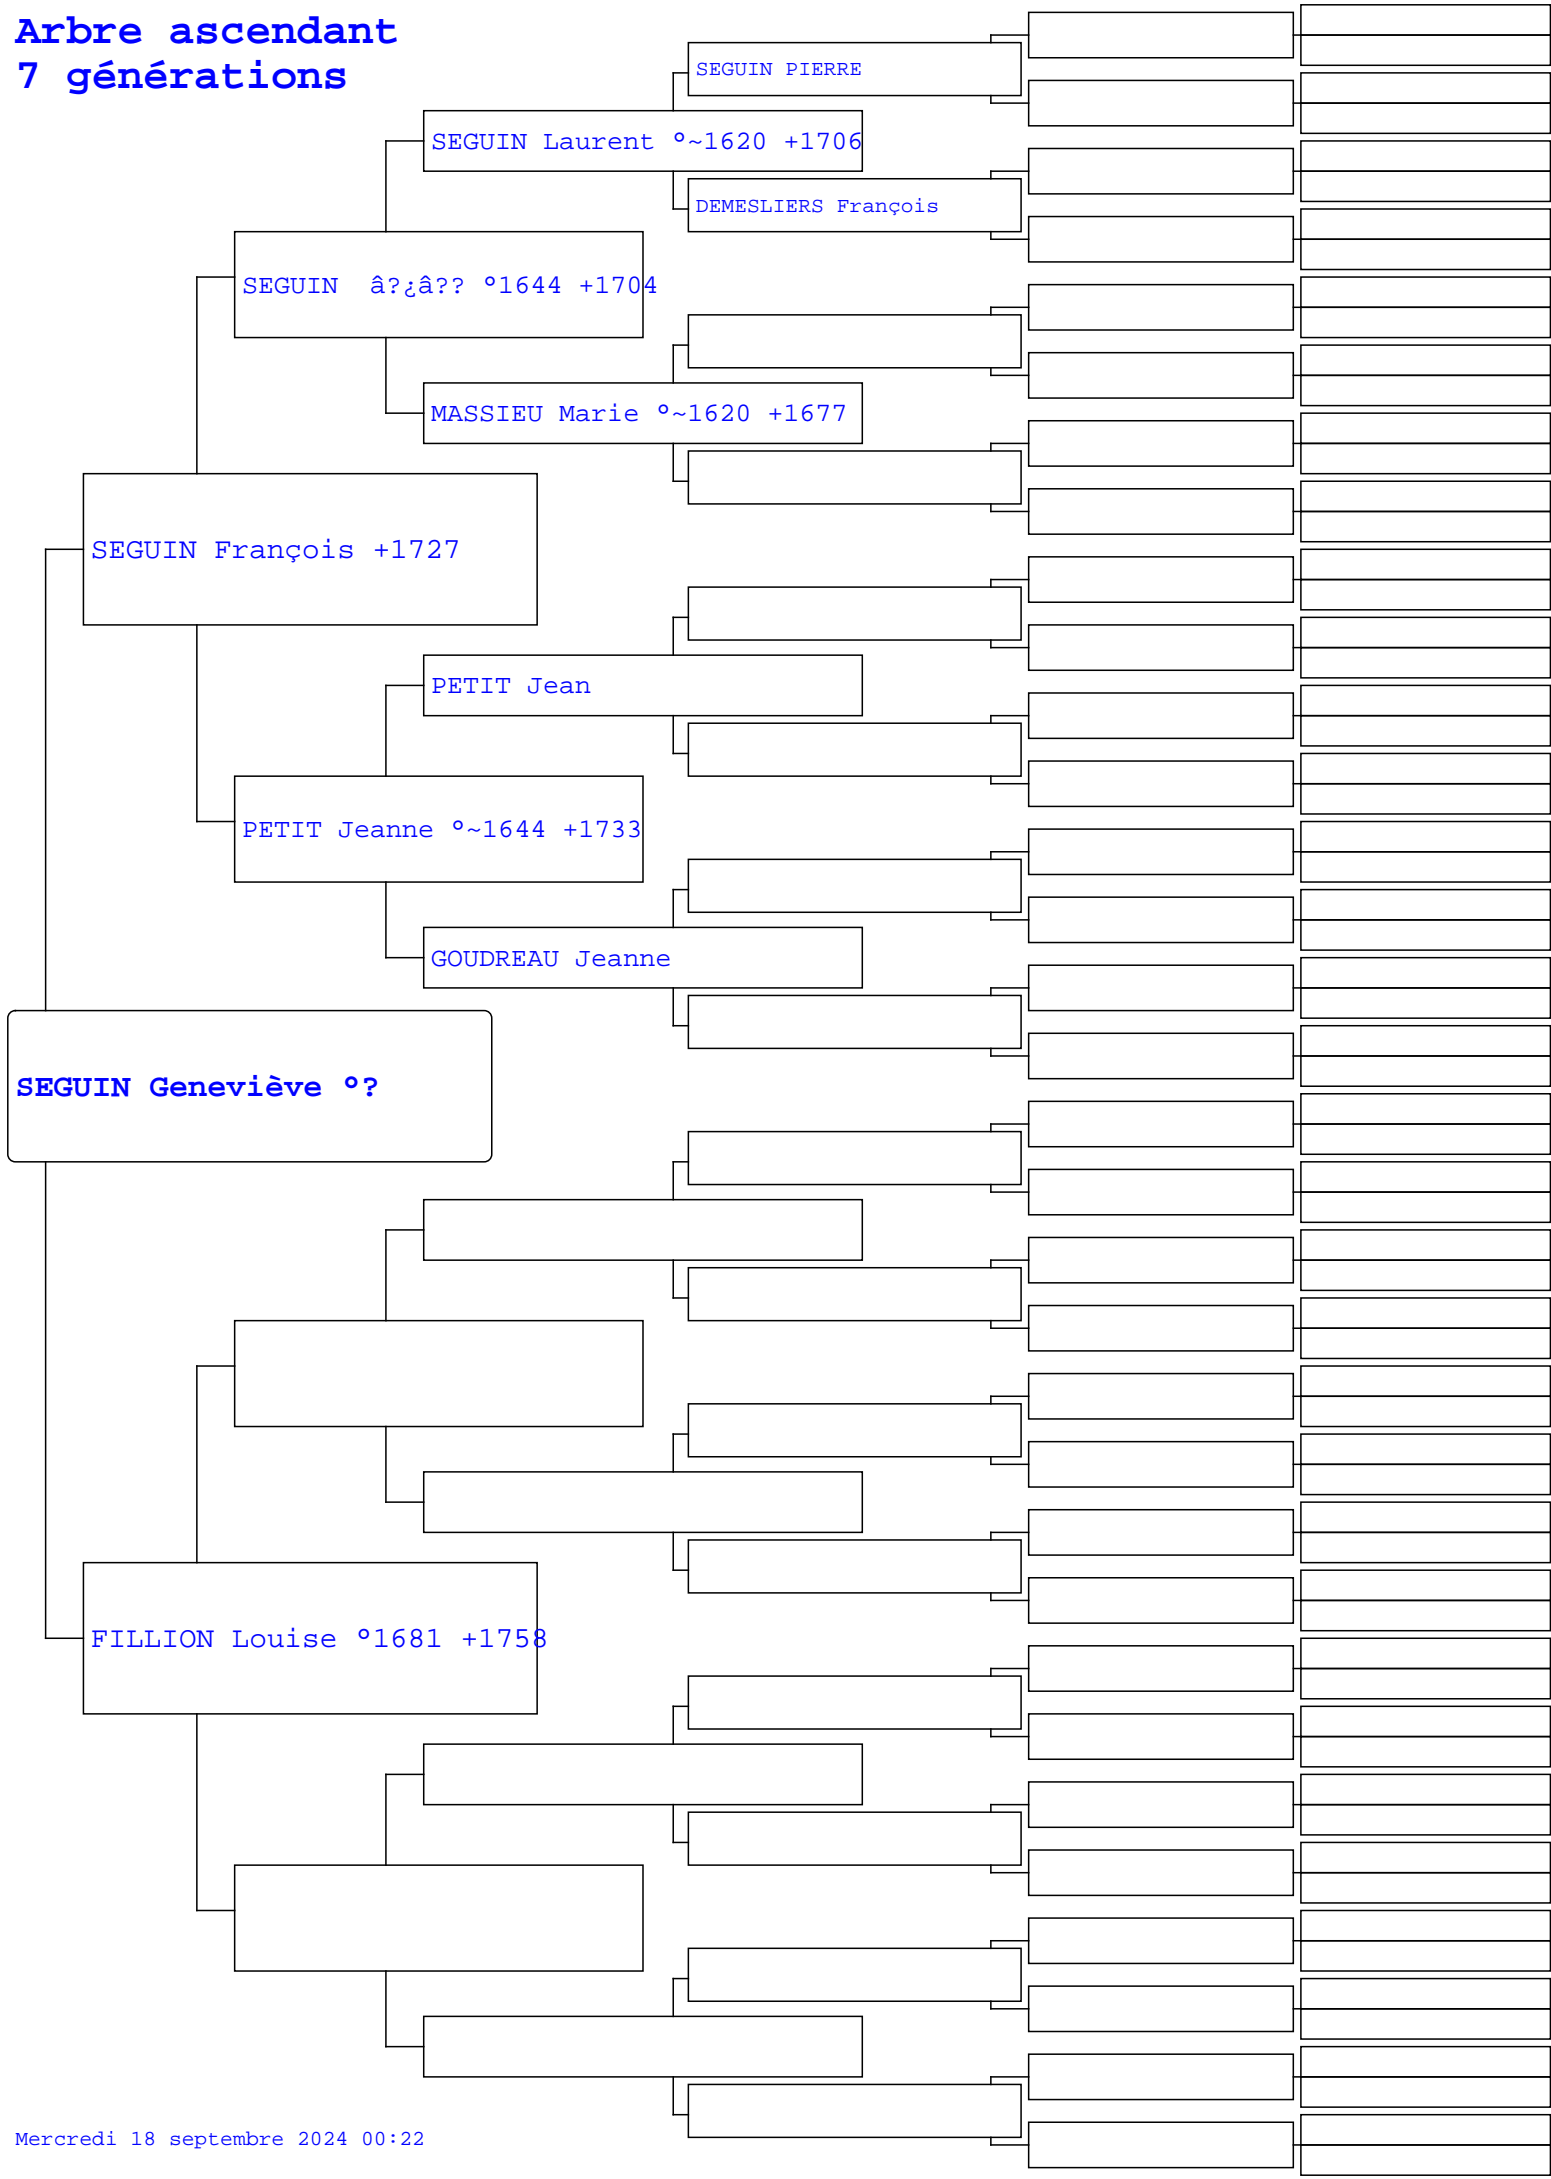 Arbre ascendant
7 générations
SEGUIN PIERRE
SEGUIN Laurent °~1620 +1706
DEMESLIERS François
SEGUIN  â?¿â?? °1644 +1704
MASSIEU Marie °~1620 +1677
SEGUIN François +1727
PETIT Jean
PETIT Jeanne °~1644 +1733
GOUDREAU Jeanne
SEGUIN Geneviève °?
FILLION Louise °1681 +1758
Mercredi 18 septembre 2024 00:22